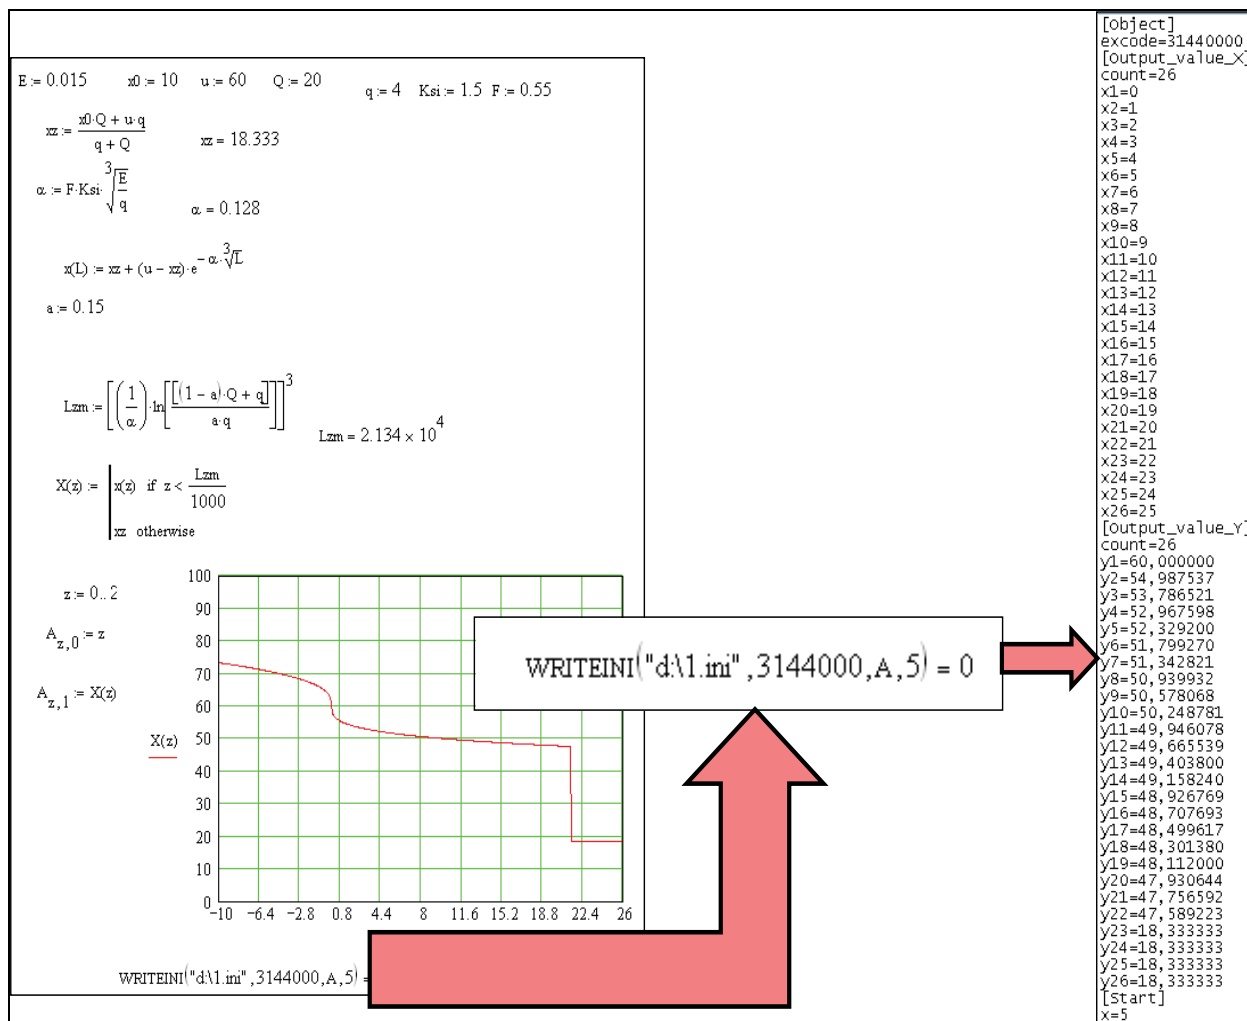 E := 0.015 x0 := 10 u := 60 Q := 20 q := 4 Ksi := 1.5 F := 0.55
xz := (x0·Q + u·q)/(q + Q) xz = 18.333
α := F·Ksi·∛(E/q) α = 0.128
x(L) := xz + (u − xz)·e^(−α·∛L)
a := 0.15
Lzm := [[(1/α)·ln[[[(1 − a)·Q + q]]/(a·q)]]]^3 Lzm = 2.134 × 10^4
X(z) := | x(z) if z < Lzm/1000
xz otherwise
z := 0..2
A z,0 := z
A z,1 := X(z)
X(z)
100
90
80
70
60
50
40
30
20
10
0
−10 −6.4 −2.8 0.8 4.4 8 11.6 15.2 18.8 22.4 26
WRITEINI("d:\1.ini",3144000,A,5) =
WRITEINI("d:\1.ini",3144000,A,5) = 0
[Object]
excode=31440000
[Output_value_X]
count=26
x1=0
x2=1
x3=2
x4=3
x5=4
x6=5
x7=6
x8=7
x9=8
x10=9
x11=10
x12=11
x13=12
x14=13
x15=14
x16=15
x17=16
x18=17
x19=18
x20=19
x21=20
x22=21
x23=22
x24=23
x25=24
x26=25
[Output_value_Y]
count=26
y1=60,000000
y2=54,987537
y3=53,786521
y4=52,967598
y5=52,329200
y6=51,799270
y7=51,342821
y8=50,939932
y9=50,578068
y10=50,248781
y11=49,946078
y12=49,665539
y13=49,403800
y14=49,158240
y15=48,926769
y16=48,707693
y17=48,499617
y18=48,301380
y19=48,112000
y20=47,930644
y21=47,756592
y22=47,589223
y23=18,333333
y24=18,333333
y25=18,333333
y26=18,333333
[Start]
x=5